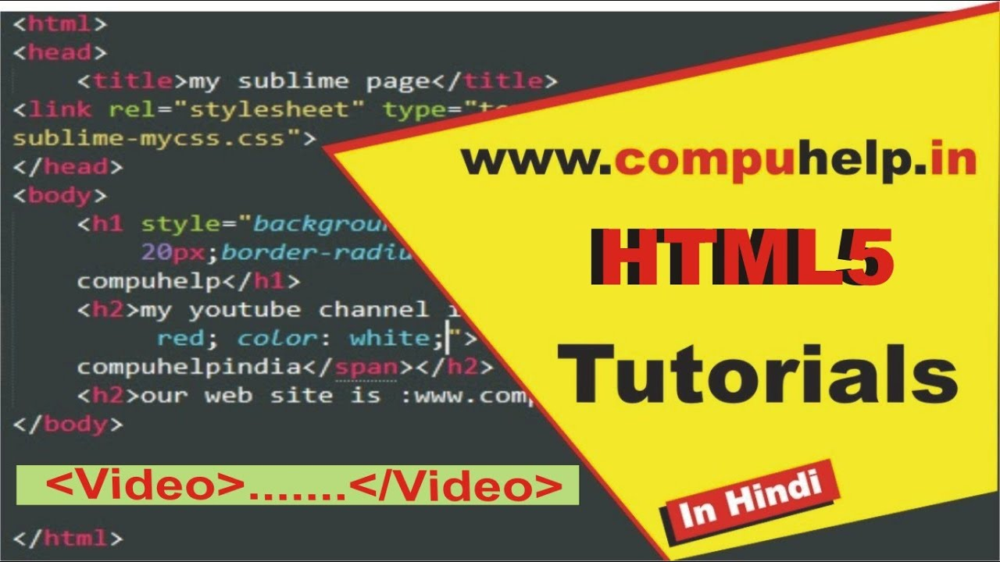 <html>
<head>
<title>my sublime page</title>
<link rel="stylesheet" type="te
sublime-mycss.css">
</head>
<body>
<h1 style="backgroun
20px;border-radiu
compuhelp</h1>
<h2>my youtube channel i
red; color: white;">
compuhelpindia</span></h2>
<h2>our web site is :www.comp
</body>
<Video>.......</Video>
</html>
www.compuhelp.in
HTML5
Tutorials
In Hindi